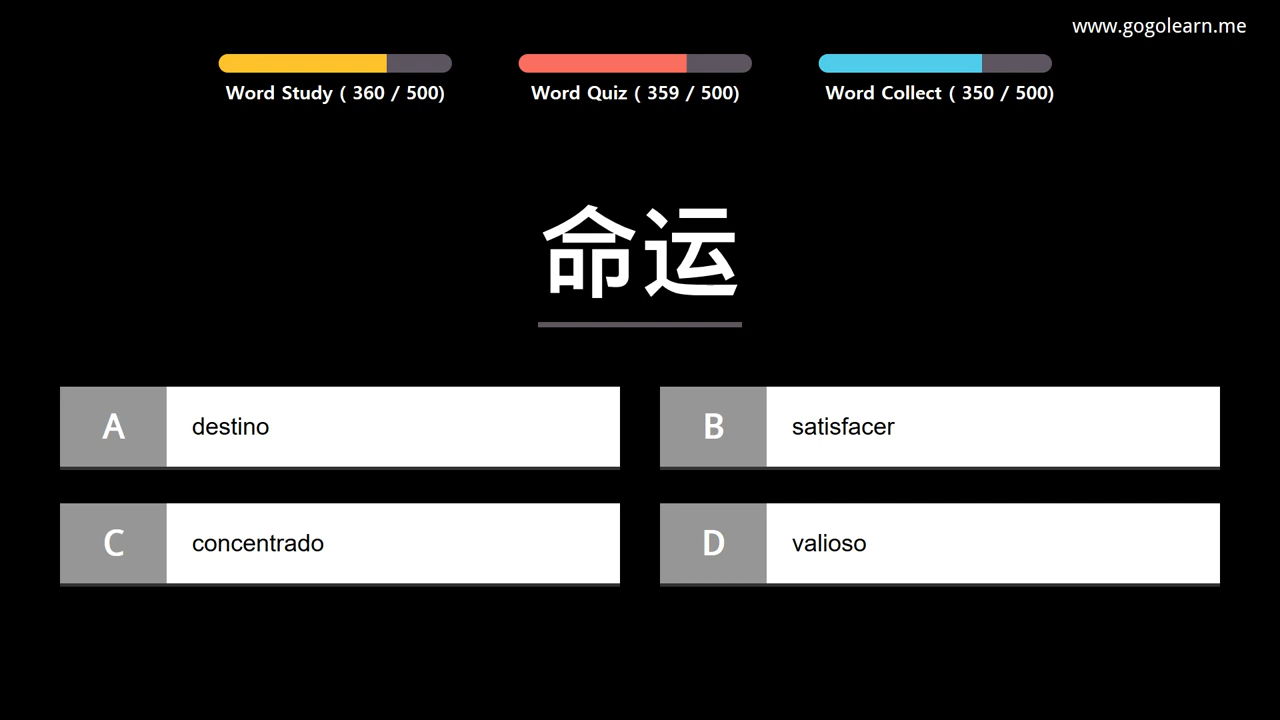 www.gogolearn.me
Word Study ( 360 / 500)
Word Quiz ( 359 / 500)
Word Collect ( 350 / 500)
命运
A destino
B satisfacer
C concentrado
D valioso